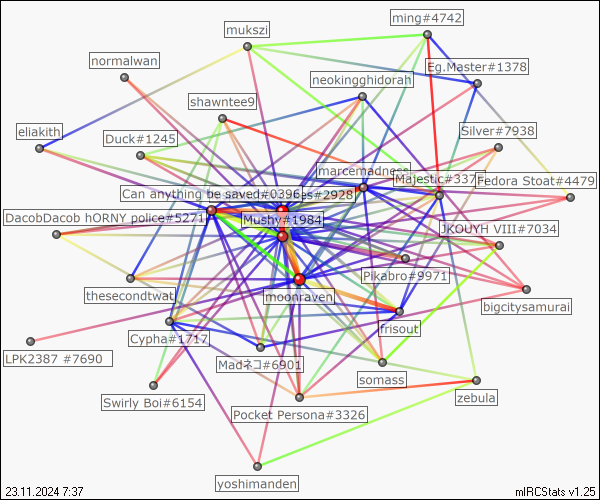 ming#4742
mukszi
normalwan
Eg.Master#1378
neokingghidorah
shawntee9
eliakith
Duck#1245
Silver#7938
marcemadness
Majestic#337
Fedora Stoat#4479
Can anything be saved#0396
es#2928
DacobDacob hORNY police#5271
Mushy#1984
JKOUYH VIII#7034
Pikabro#9971
thesecondtwat
moonraven
bigcitysamurai
frisout
Cypha#1717
LPK2387 #7690
Madネコ#6901
somass
Swirly Boi#6154
Pocket Persona#3326
zebula
yoshimanden
23.11.2024 7:37
mIRCStats v1.25